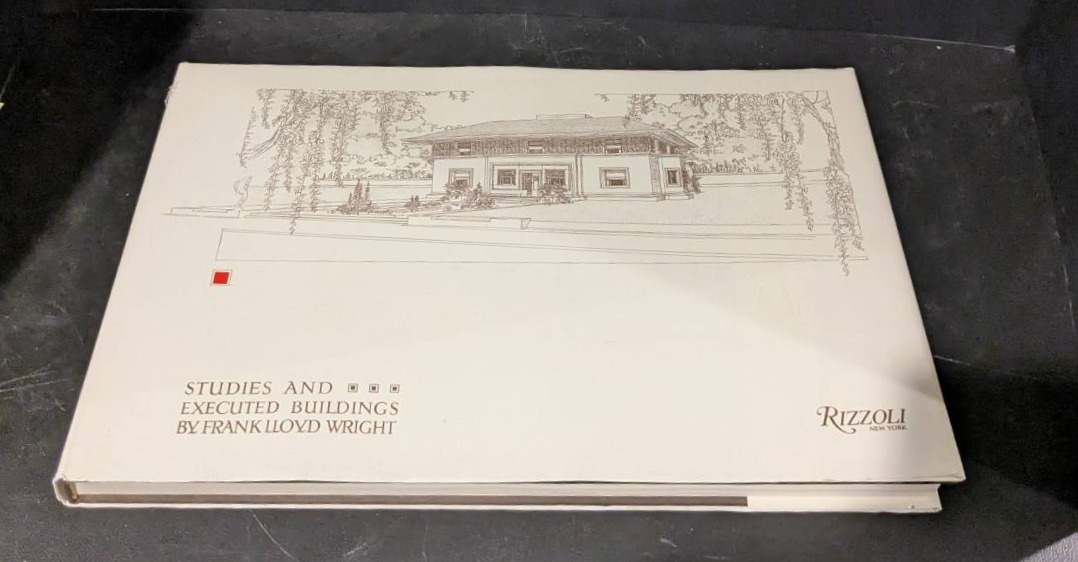 STUDIES AND
EXECUTED BUILDINGS
BY FRANK LLOYD WRIGHT
RIZZOLI
NEW YORK